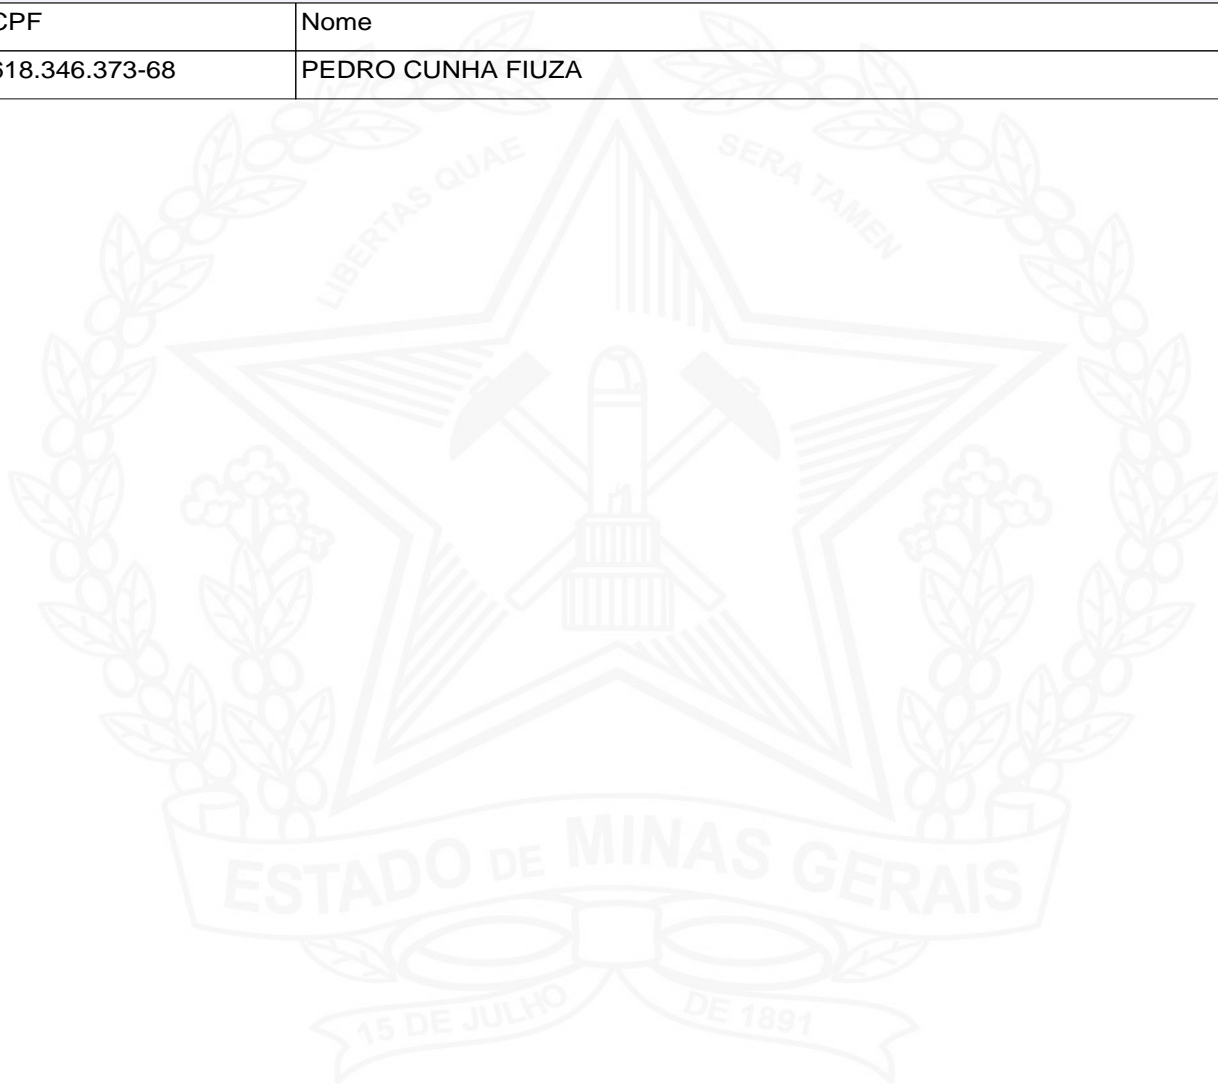 CPF Nome
618.346.373-68 PEDRO CUNHA FIUZA
LIBERTAS QUAE SERA TAMEN
ESTADO DE MINAS GERAIS
15 DE JULHO DE 1891